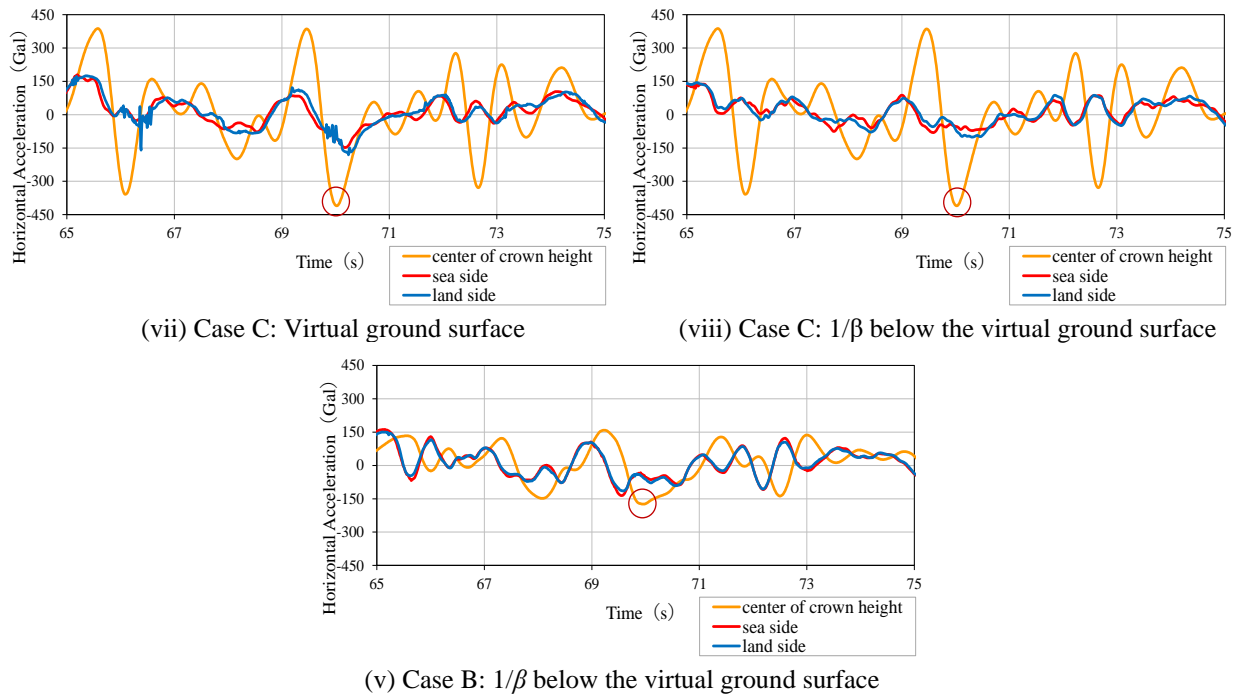 450
300
150
0
-150
-300
-450
Horizontal Acceleration (Gal)
65 67 69 71 73 75
Time (s)
center of crown height
sea side
land side
(vii) Case C: Virtual ground surface
450
300
150
0
-150
-300
-450
Horizontal Acceleration (Gal)
65 67 69 71 73 75
Time (s)
center of crown height
sea side
land side
(viii) Case C: 1/β below the virtual ground surface
450
300
150
0
-150
-300
-450
Horizontal Acceleration (Gal)
65 67 69 71 73 75
Time (s)
center of crown height
sea side
land side
(v) Case B: 1/β below the virtual ground surface